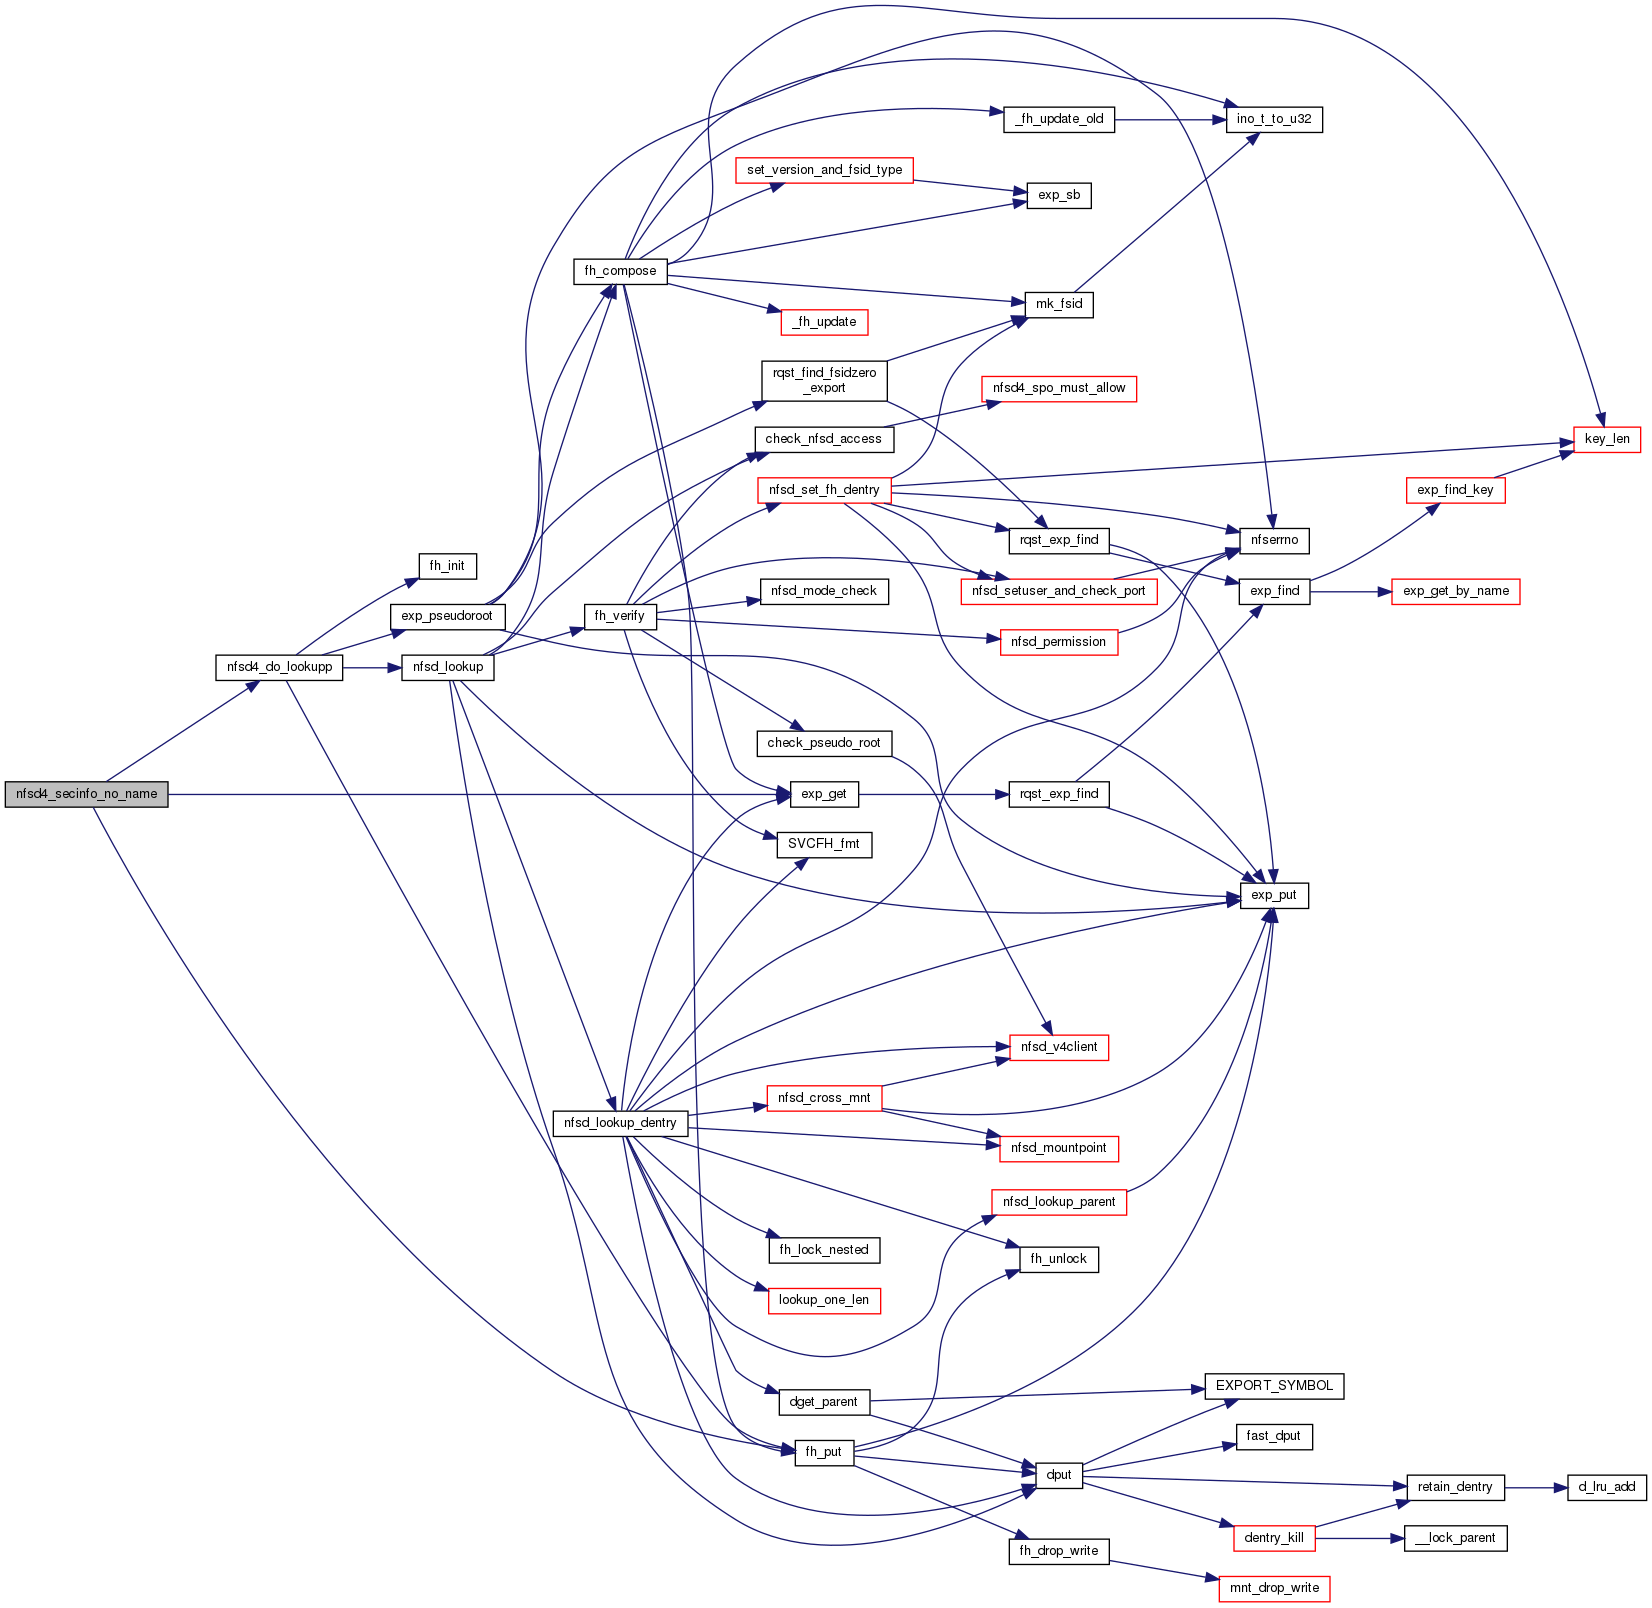 _fh_update_old
ino_t_to_u32
set_version_and_fsid_type
exp_sb
fh_compose
mk_fsid
_fh_update
rqst_find_fsidzero
_export
nfsd4_spo_must_allow
check_nfsd_access
key_len
nfsd_set_fh_dentry
exp_find_key
rqst_exp_find
nfserrno
fh_init
nfsd_mode_check
nfsd_setuser_and_check_port
exp_find
exp_get_by_name
exp_pseudoroot
fh_verify
nfsd_permission
nfsd4_do_lookupp
nfsd_lookup
check_pseudo_root
nfsd4_secinfo_no_name
exp_get
rqst_exp_find
SVCFH_fmt
exp_put
nfsd_v4client
nfsd_cross_mnt
nfsd_lookup_dentry
nfsd_mountpoint
nfsd_lookup_parent
fh_lock_nested
fh_unlock
lookup_one_len
EXPORT_SYMBOL
dget_parent
fast_dput
fh_put
dput
retain_dentry
d_lru_add
dentry_kill
__lock_parent
fh_drop_write
mnt_drop_write